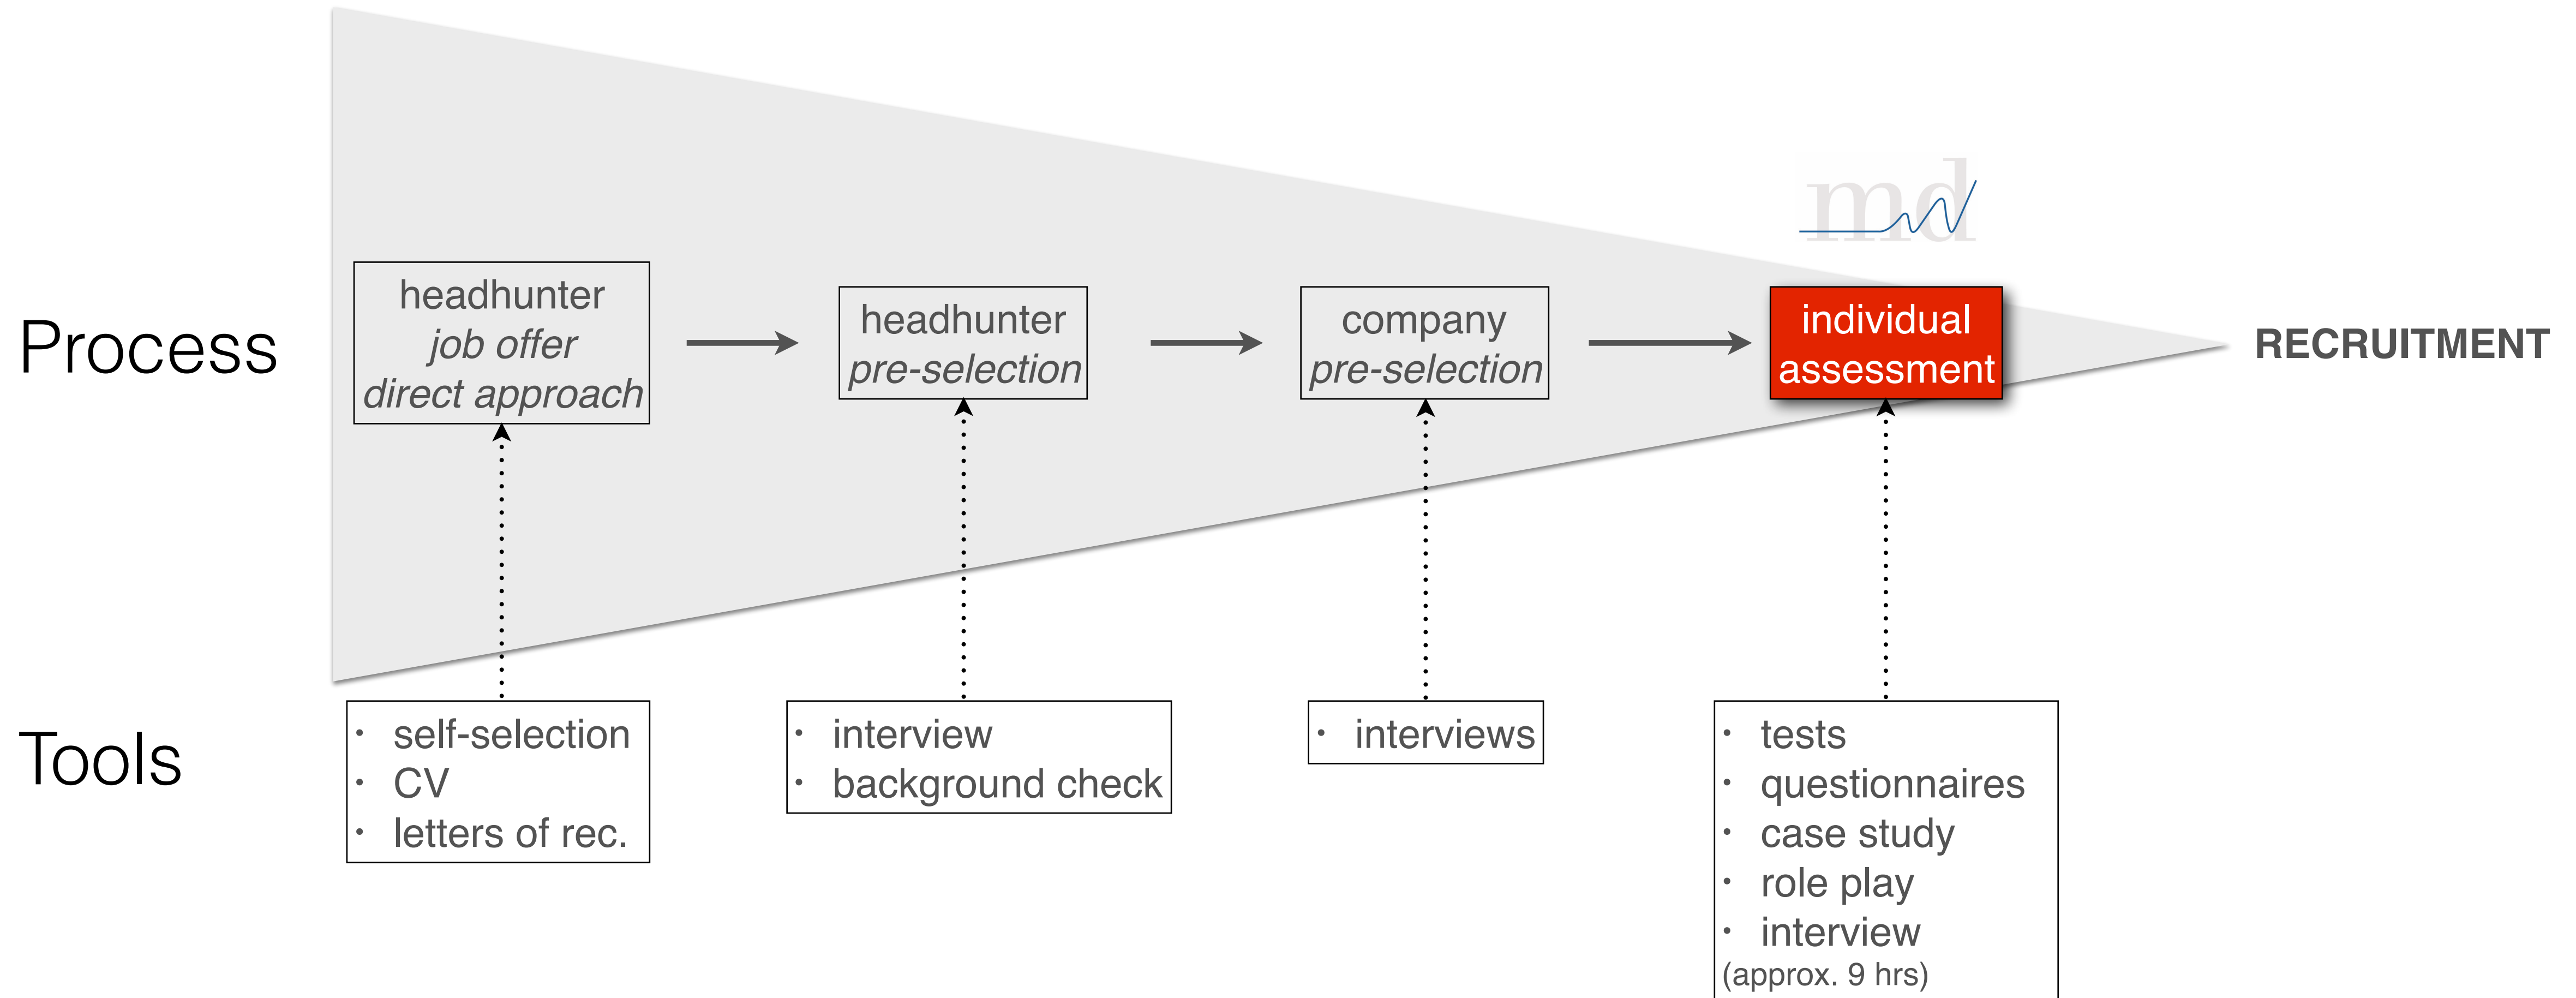 md
Process
headhunter
job offer
direct approach
headhunter
pre-selection
company
pre-selection
individual
assessment
RECRUITMENT
Tools
• self-selection
• CV
• letters of rec.
• interview
• background check
• interviews
• tests
• questionnaires
• case study
• role play
• interview
(approx. 9 hrs)